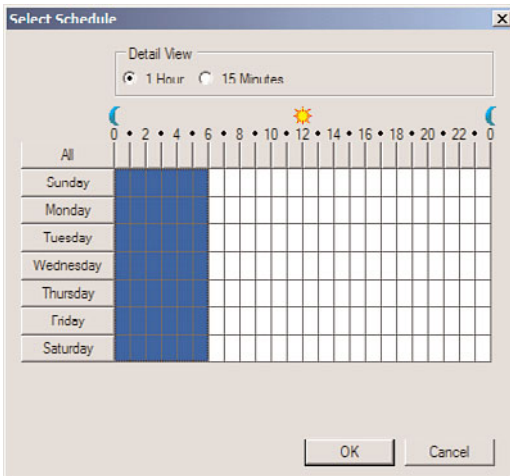 Select Schedule
Detail View
1 Hour 15 Minutes
0 • 2 • 4 • 6 • 8 • 10 • 12 • 14 • 16 • 18 • 20 • 22 • 0
All
Sunday
Monday
Tuesday
Wednesday
Thursday
Friday
Saturday
OK Cancel